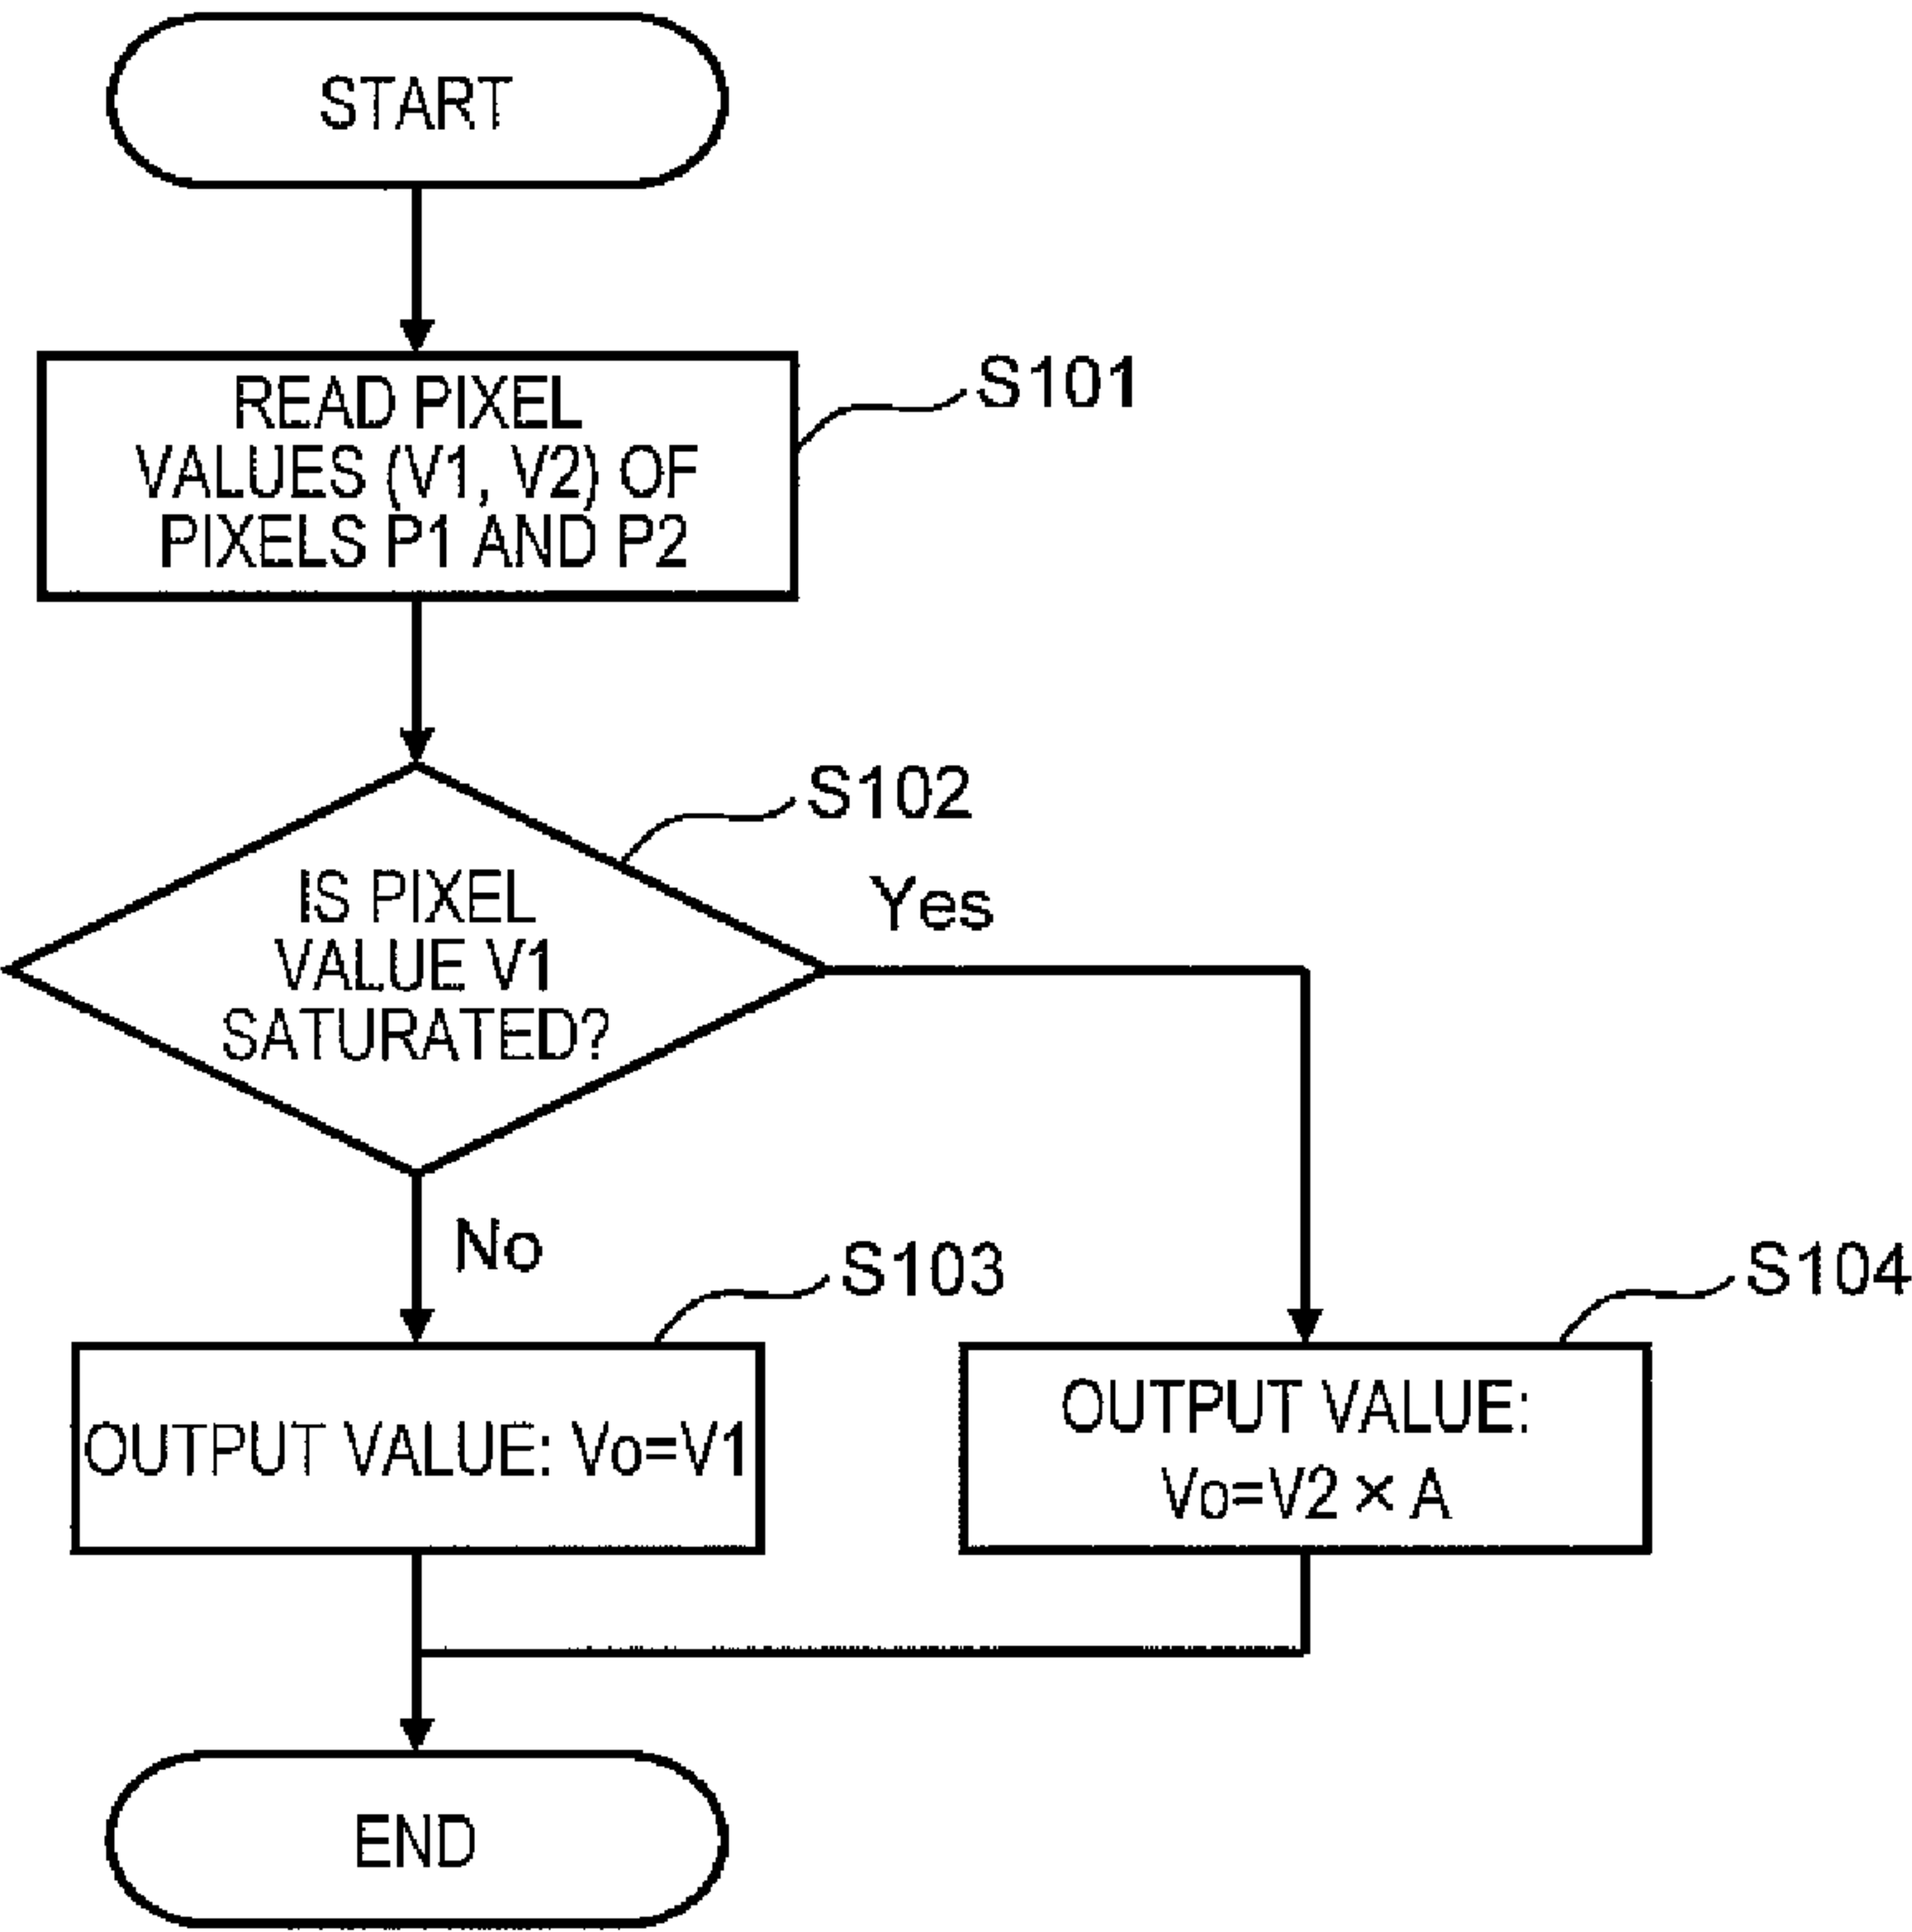 START
READ PIXEL
VALUES (V1, V2) OF
PIXELS P1 AND P2
S101
S102
IS PIXEL
VALUE V1
SATURATED?
Yes
No
S103
OUTPUT VALUE: Vo=V1
S104
OUTPUT VALUE:
Vo=V2 × A
END